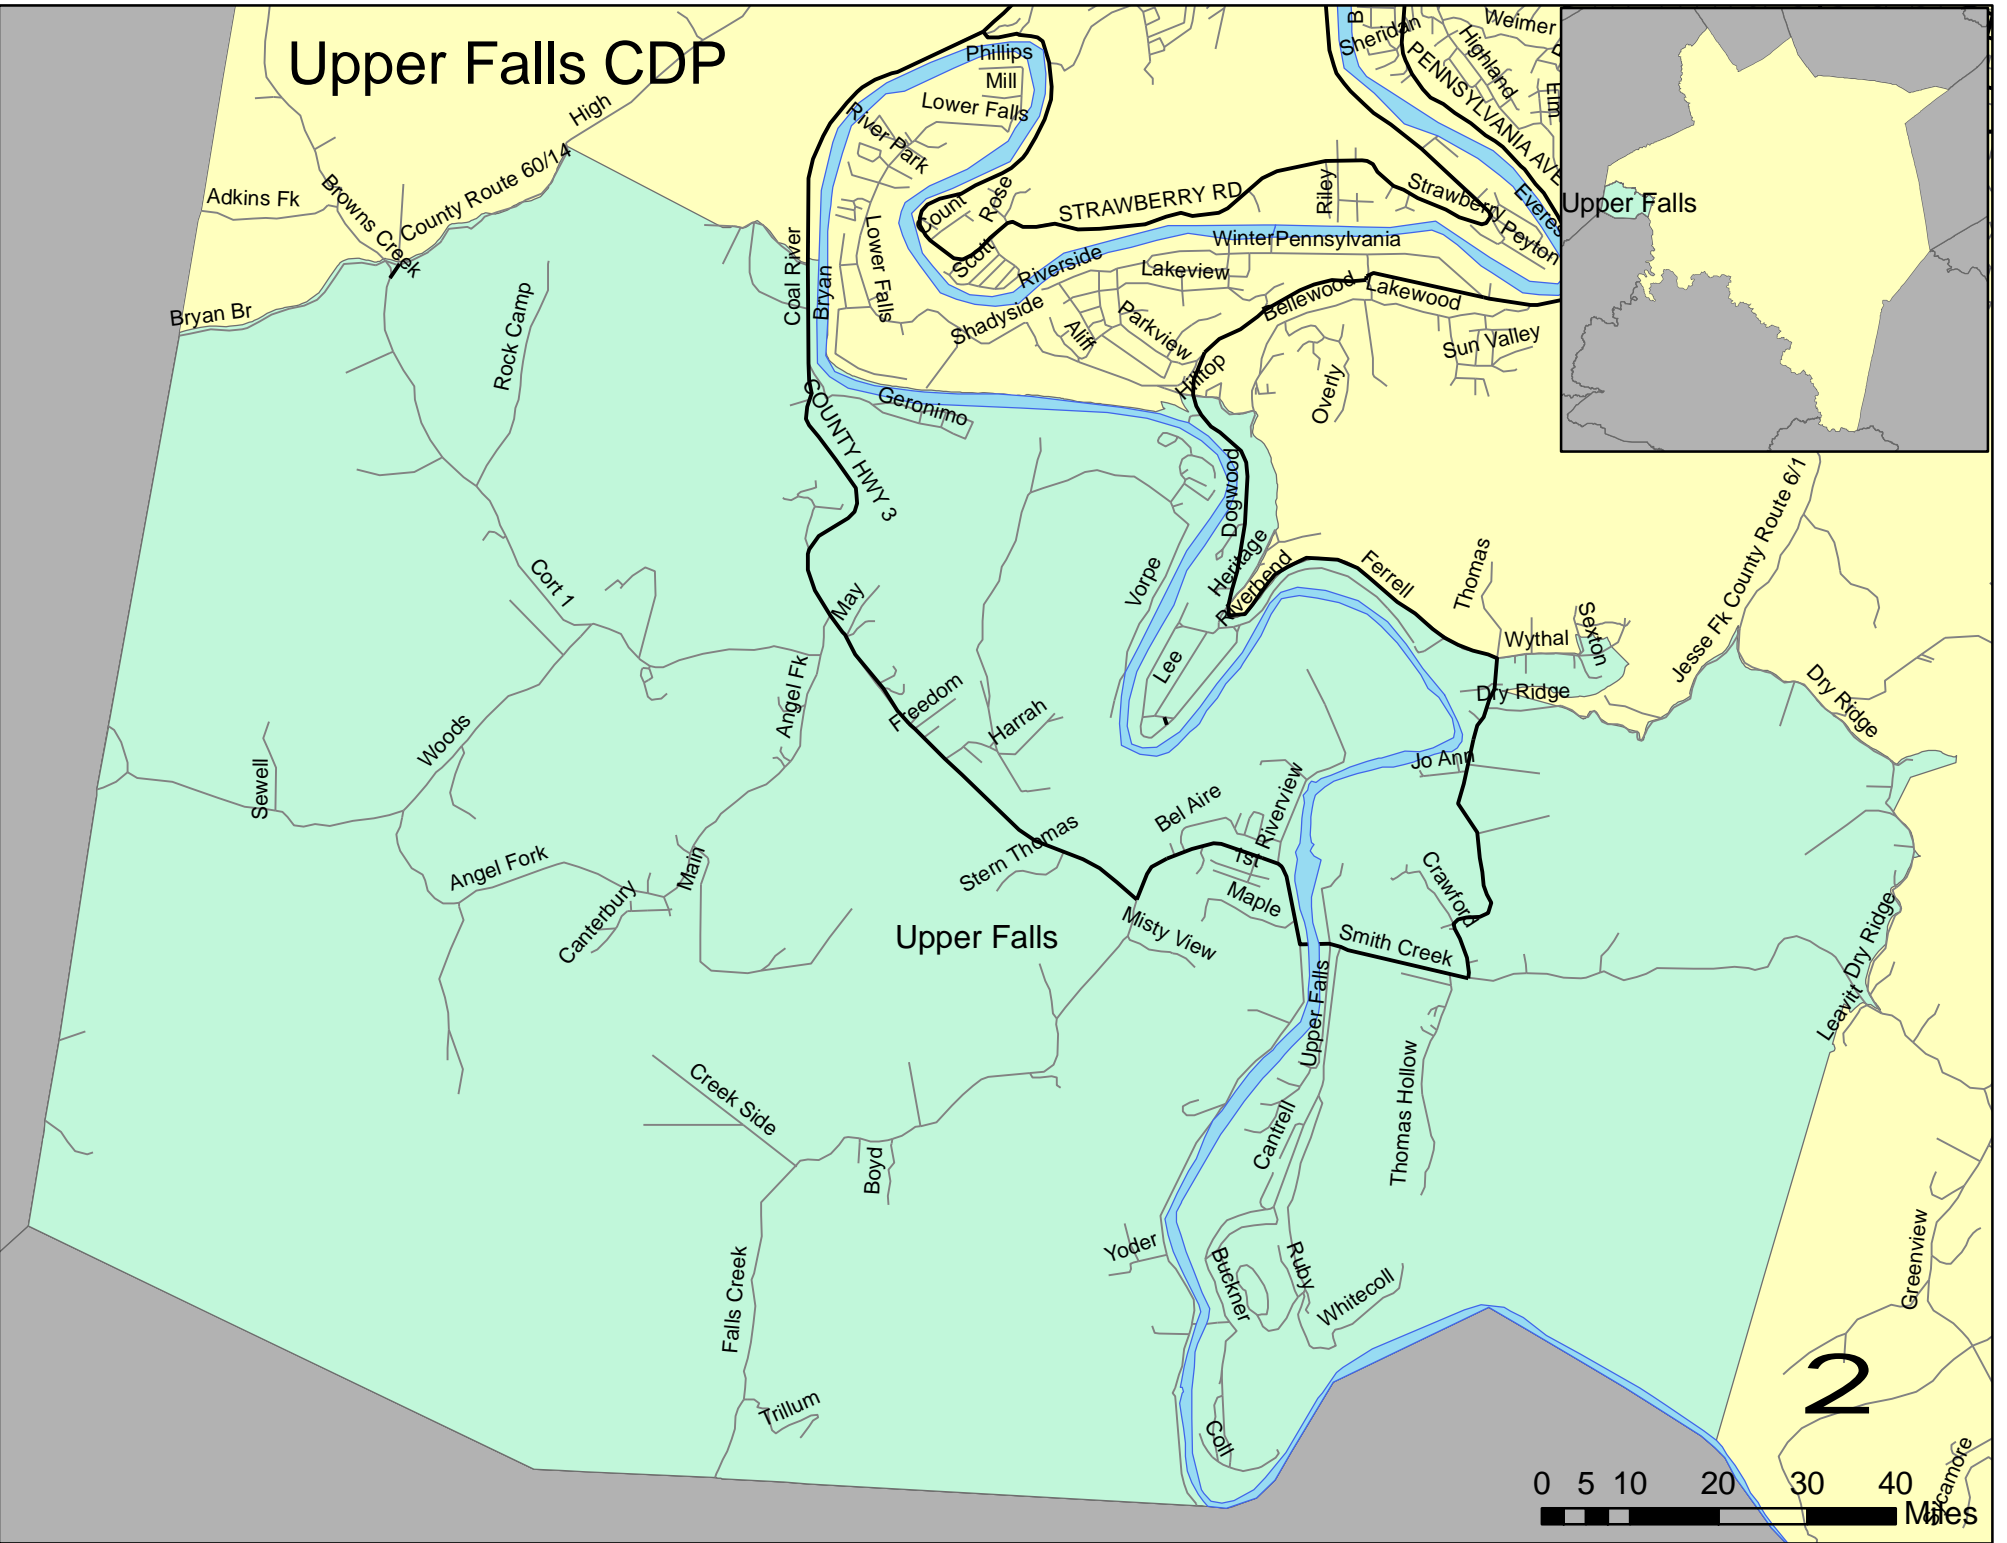 Upper Falls CDP
High
County Route 60/14
Adkins Fk
Browns Creek
Bryan Br
Rock Camp
Phillips
Mill
Lower Falls
River Park
Count
Rose
Scott
STRAWBERRY RD
Riley
Strawberry
Peyton
Sheridan
Highland
Weimer
Elm
B
PENNSYLVANIA AVE
Coal River
Bryan
Lower Falls
Riverside
Winter
Pennsylvania
Lakeview
Shadyside
Aliff
Parkview
Bellewood
Lakewood
Sun Valley
Hilltop
Overly
Upper Falls
COUNTY HWY 3
Geronimo
Dogwood
Heritage
Riverbend
Ferrell
Vorpe
Lee
Thomas
Wythal
Sexton
Dry Ridge
Jesse Fk
County Route 6/1
Dry Ridge
Cort 1
May
Angel Fk
Freedom
Harrah
Woods
Sewell
Jo Ann
Bel Aire
Riverview
1st
Maple
Stern Thomas
Misty View
Angel Fork
Main
Canterbury
Upper Falls
Crawford
Smith Creek
Dry Ridge
Leavitt
Upper Falls
Thomas Hollow
Cantrell
Creek Side
Boyd
Falls Creek
Trillum
Yoder
Buckner
Ruby
Whitecoll
Coll
Greenview
Sycamore
2
0 5 10 20 30 40
Miles